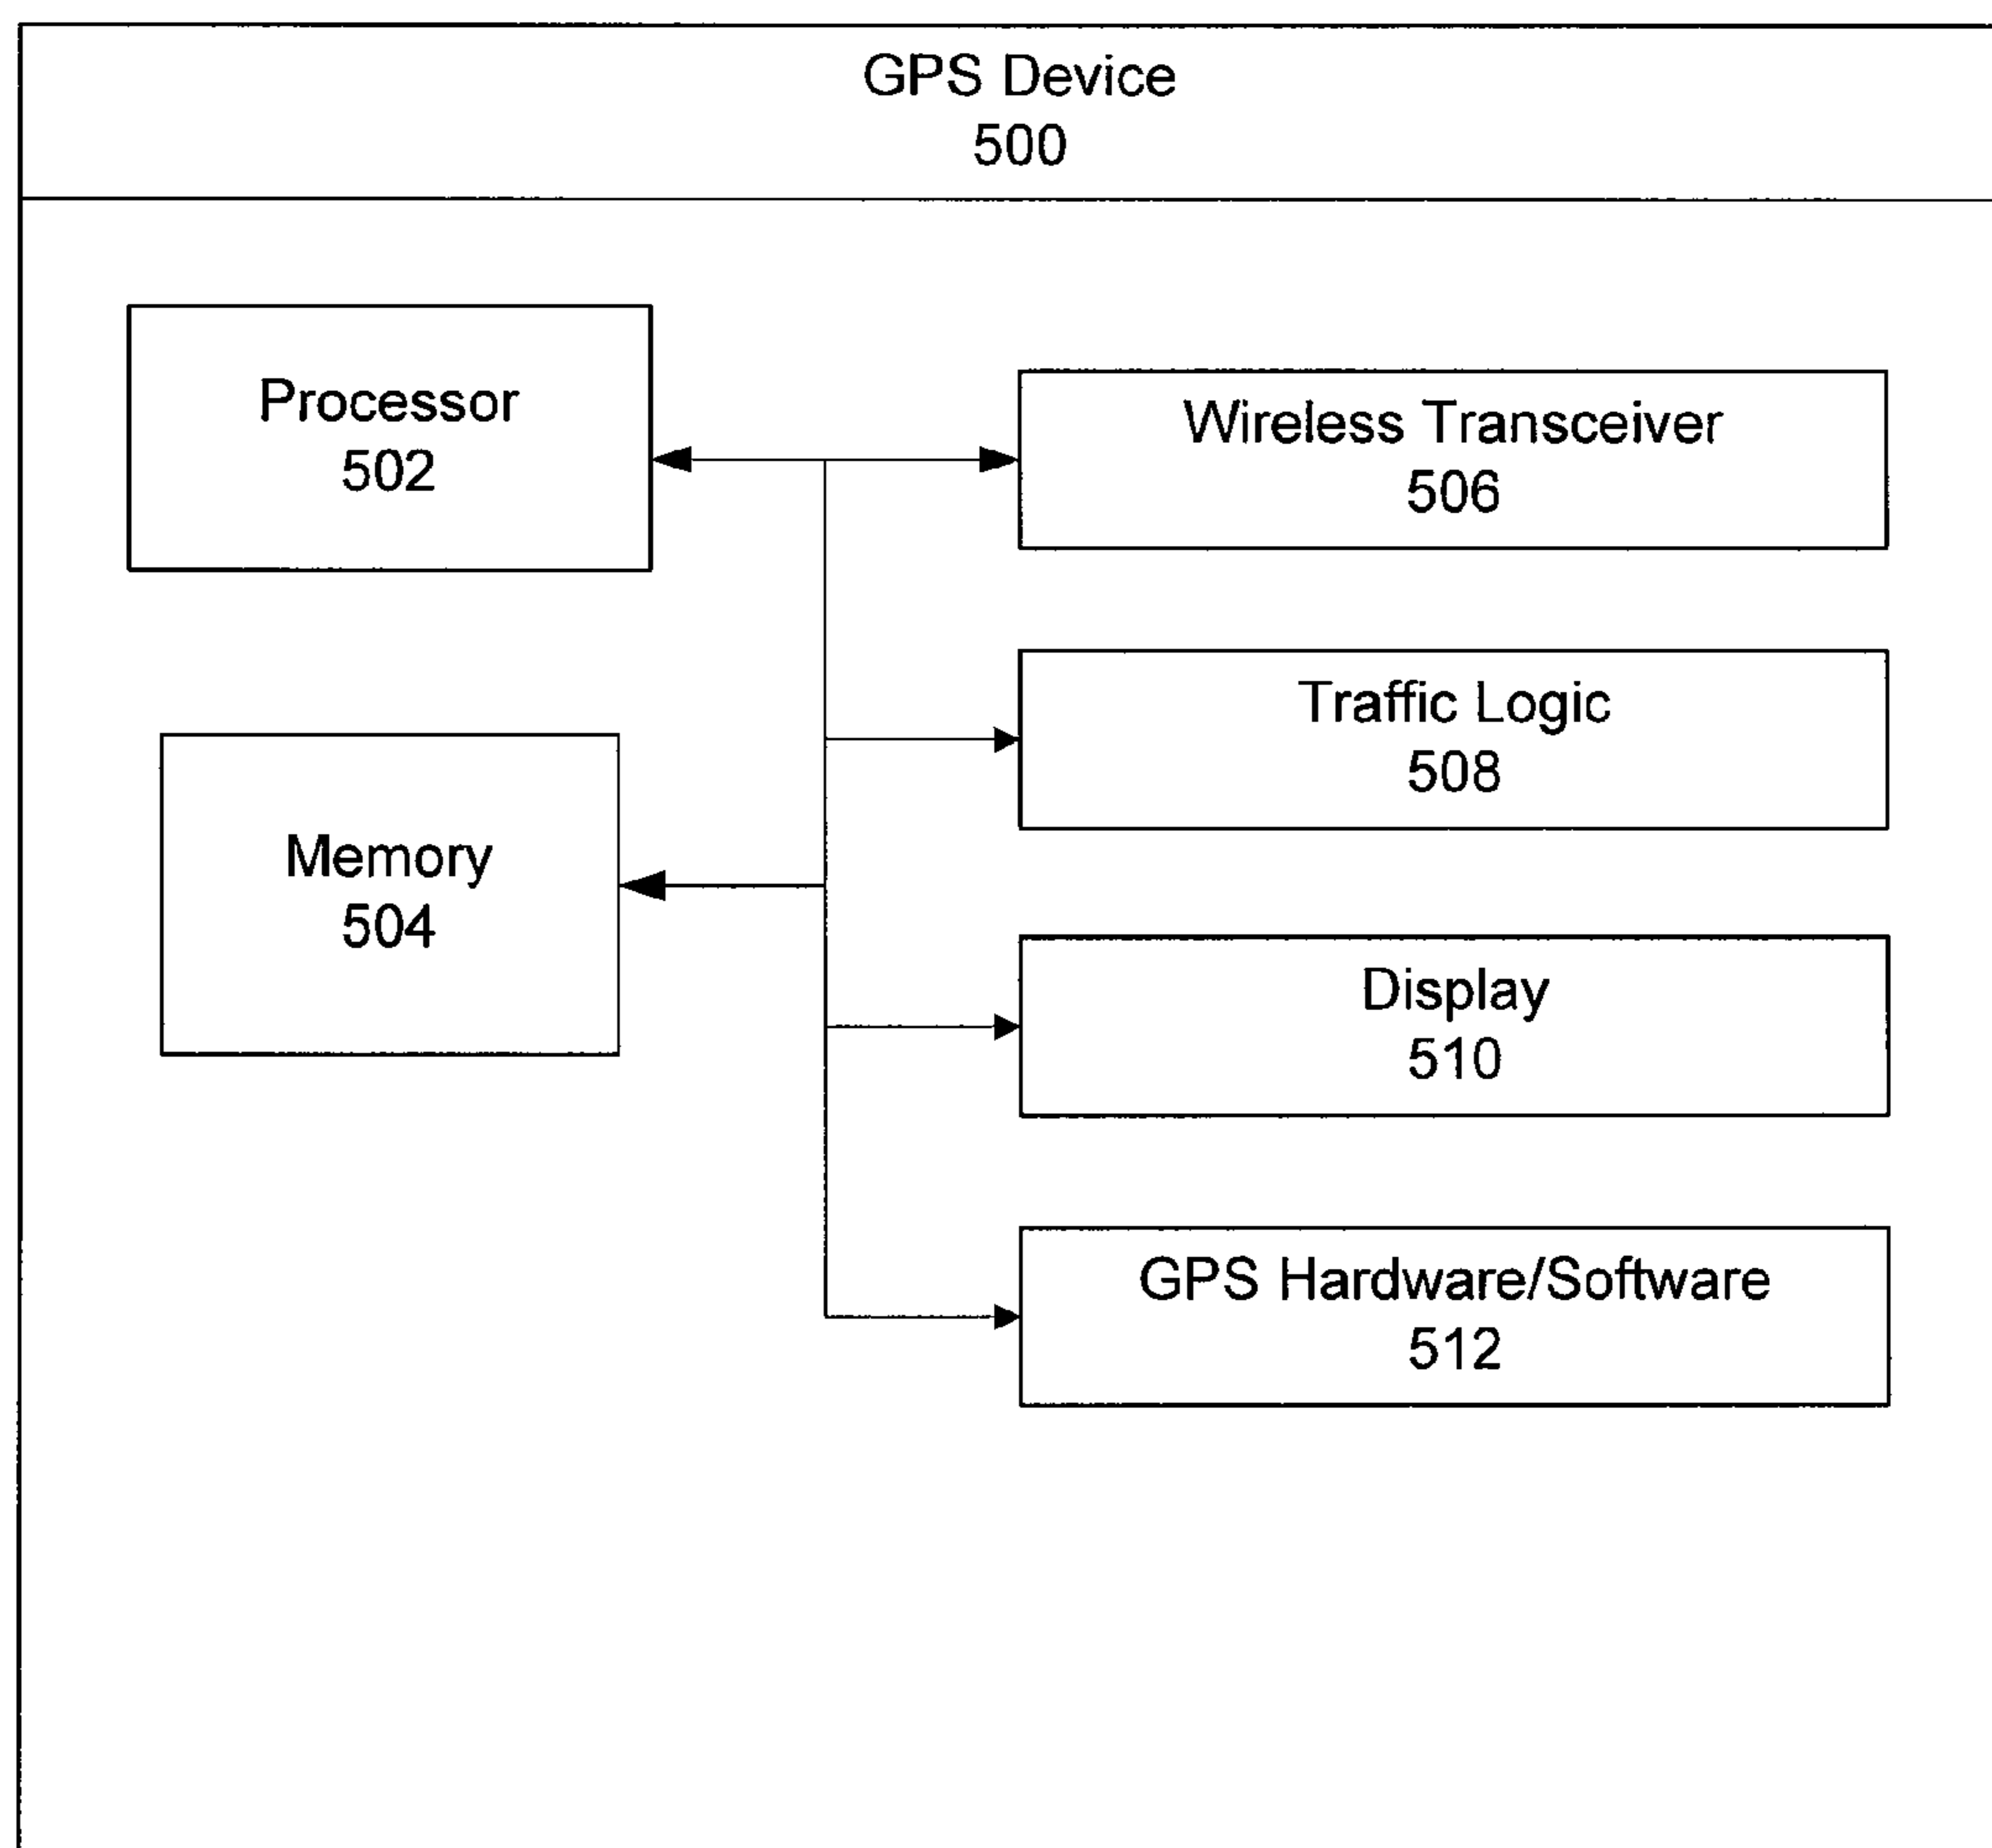 GPS Device
500
Processor
502
Wireless Transceiver
506
Traffic Logic
508
Memory
504
Display
510
GPS Hardware/Software
512